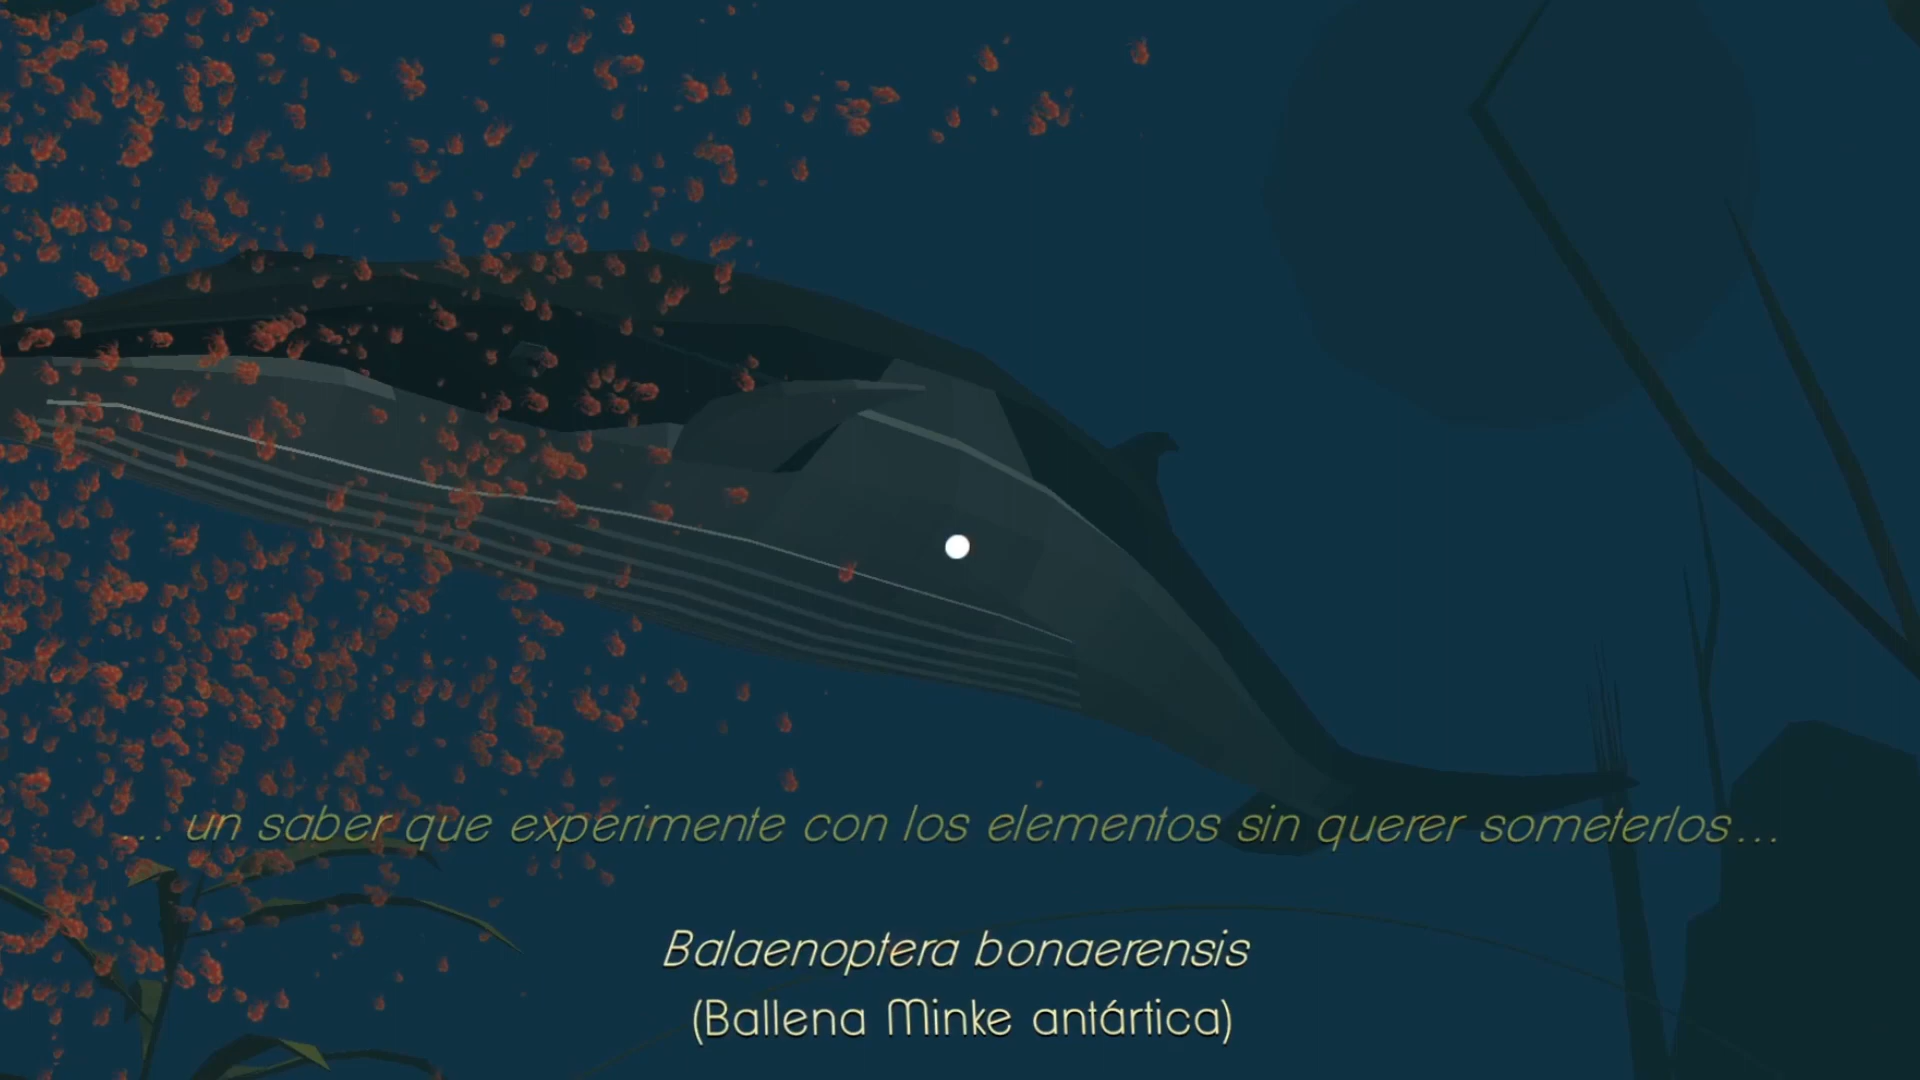 ... un saber que experimente con los elementos sin querer someterlos...
Balaenoptera bonaerensis
(Ballena Minke antártica)